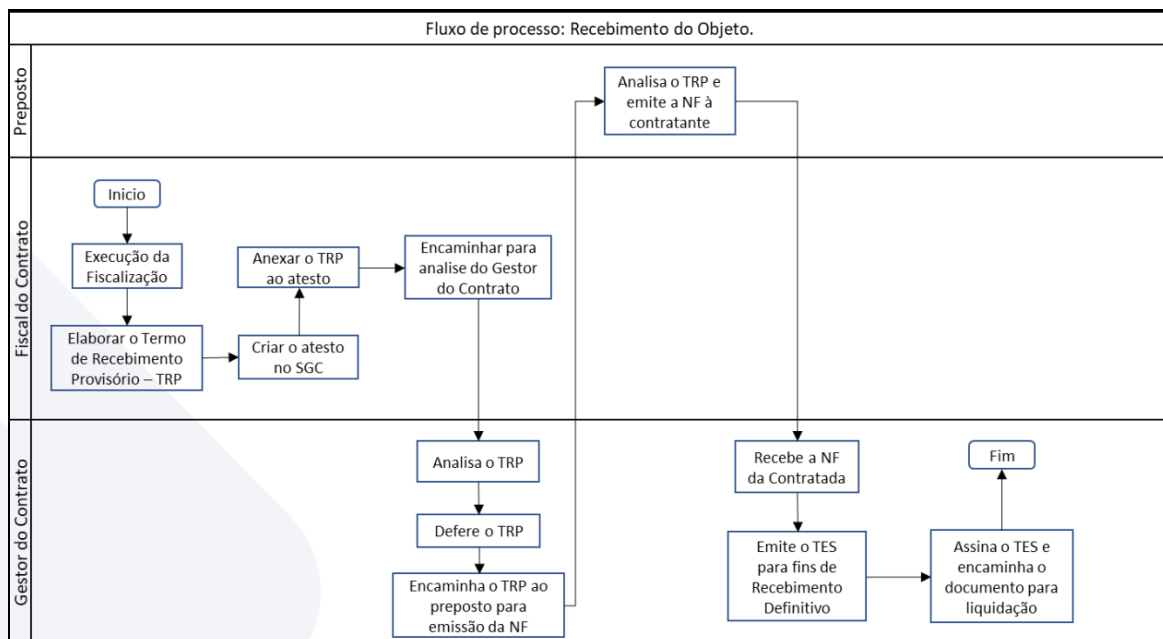 Fluxo de processo: Recebimento do Objeto.
Preposto
Analisa o TRP e
emite a NF à
contratante
Fiscal do Contrato
Inicio
Execução da
Fiscalização
Elaborar o Termo
de Recebimento
Provisório – TRP
Criar o atesto
no SGC
Anexar o TRP
ao atesto
Encaminhar para
analise do Gestor
do Contrato
Gestor do Contrato
Analisa o TRP
Defere o TRP
Encaminha o TRP ao
preposto para
emissão da NF
Recebe a NF
da Contratada
Emite o TES
para fins de
Recebimento
Definitivo
Assina o TES e
encaminha o
documento para
liquidação
Fim